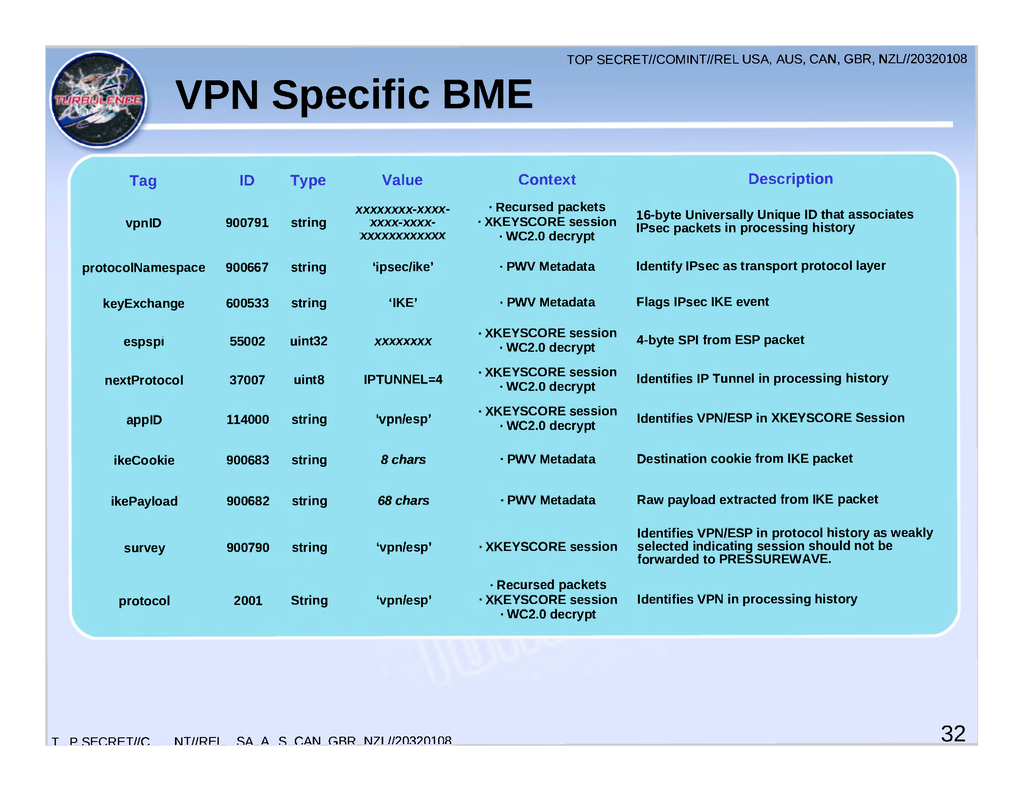 TOP SECRET//COMINT//REL USA, AUS, CAN, GBR, NZL//20320108
TURBULENCE
VPN Specific BME
Tag ID Type Value Context Description
vpnID 900791 string xxxxxxxx-xxxx-
xxxx-xxxx-
xxxxxxxxxxxx
· Recursed packets
· XKEYSCORE session
· WC2.0 decrypt
16-byte Universally Unique ID that associates
IPsec packets in processing history
protocolNamespace 900667 string ‘ipsec/ike’ · PWV Metadata Identify IPsec as transport protocol layer
keyExchange 600533 string ‘IKE’ · PWV Metadata Flags IPsec IKE event
espspi 55002 uint32 xxxxxxxx · XKEYSCORE session
· WC2.0 decrypt
4-byte SPI from ESP packet
nextProtocol 37007 uint8 IPTUNNEL=4 · XKEYSCORE session
· WC2.0 decrypt
Identifies IP Tunnel in processing history
appID 114000 string ‘vpn/esp’ · XKEYSCORE session
· WC2.0 decrypt
Identifies VPN/ESP in XKEYSCORE Session
ikeCookie 900683 string 8 chars · PWV Metadata Destination cookie from IKE packet
ikePayload 900682 string 68 chars · PWV Metadata Raw payload extracted from IKE packet
survey 900790 string ‘vpn/esp’ · XKEYSCORE session
Identifies VPN/ESP in protocol history as weakly
selected indicating session should not be
forwarded to PRESSUREWAVE.
protocol 2001 String ‘vpn/esp’ · Recursed packets
· XKEYSCORE session
· WC2.0 decrypt
Identifies VPN in processing history
T P SECRET//C NT//REL SA A S CAN GBR NZL//20320108
32